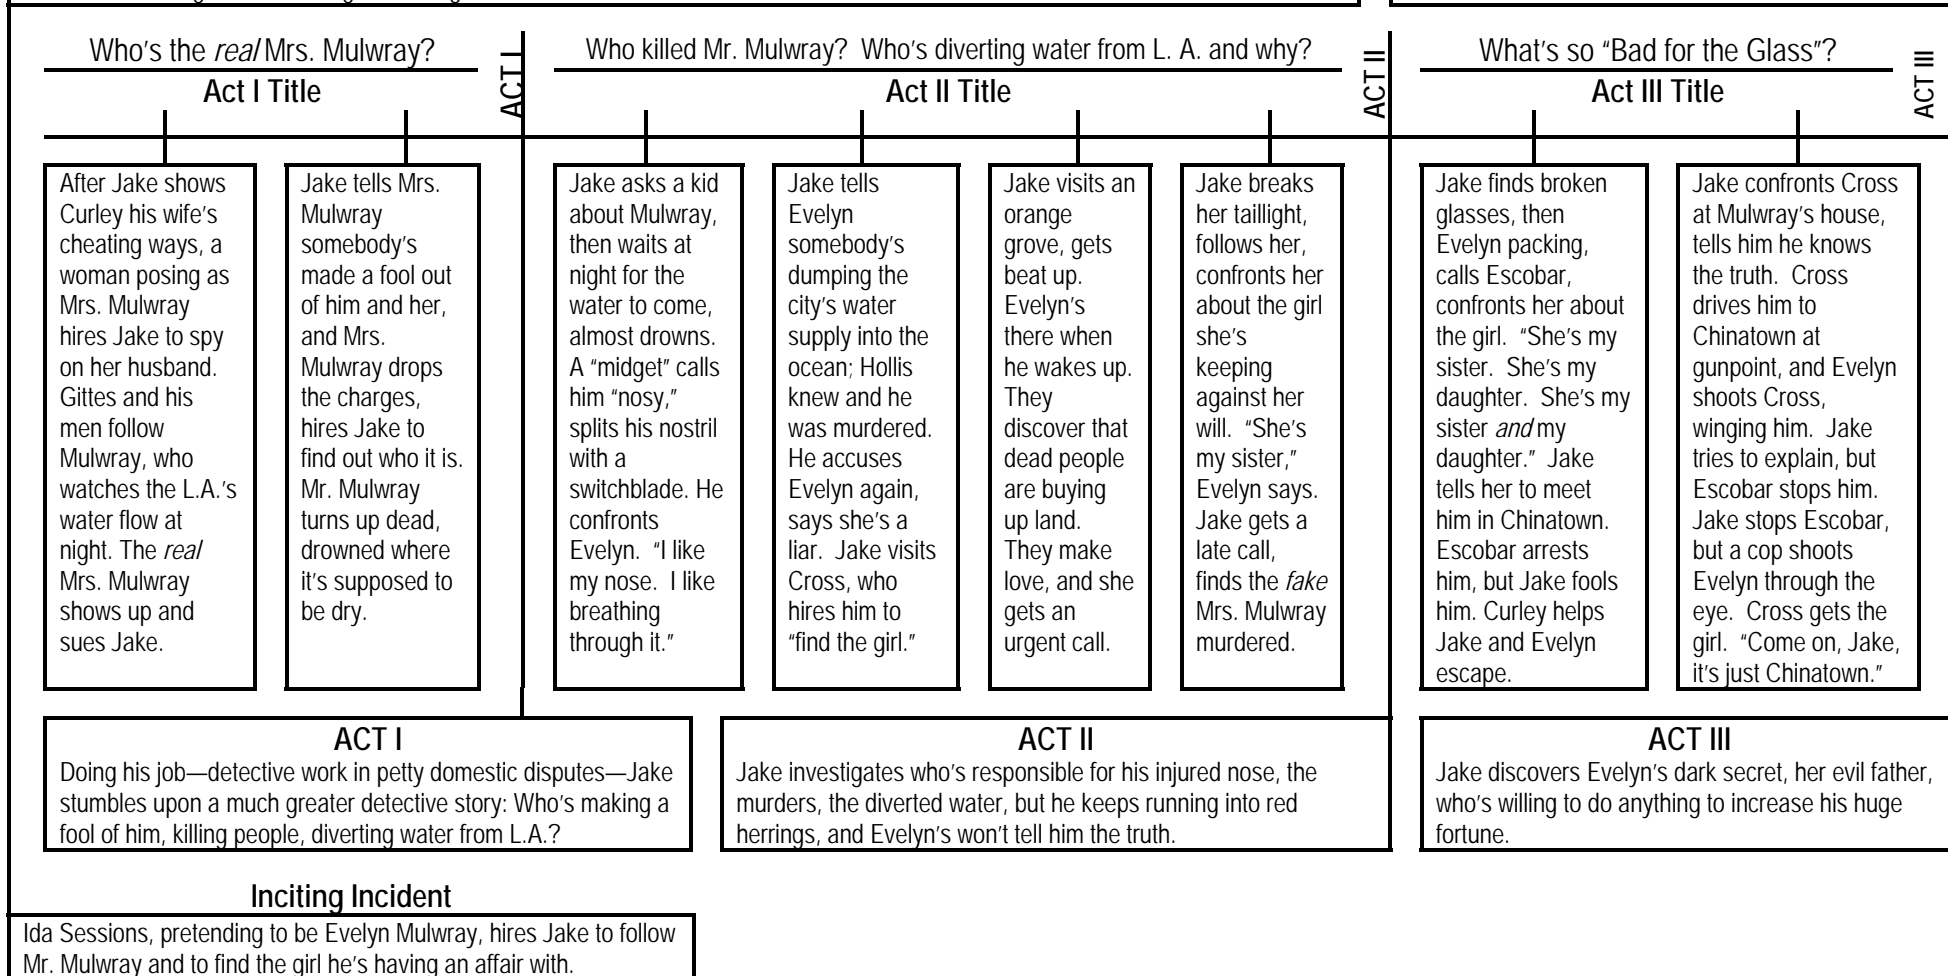 Who's the real Mrs. Mulwray?
Act I Title
ACT I
Who killed Mr. Mulwray?  Who's diverting water from L. A. and why?
Act II Title
ACT II
What's so “Bad for the Glass”?
Act III Title
ACT III
After Jake shows
Curley his wife's
cheating ways, a
woman posing as
Mrs. Mulwray
hires Jake to spy
on her husband.
Gittes and his
men follow
Mulwray, who
watches the L.A.'s
water flow at
night. The real
Mrs. Mulwray
shows up and
sues Jake.
Jake tells Mrs.
Mulwray
somebody's
made a fool out
of him and her,
and Mrs.
Mulwray drops
the charges,
hires Jake to
find out who it is.
Mr. Mulwray
turns up dead,
drowned where
it's supposed to
be dry.
Jake asks a kid
about Mulwray,
then waits at
night for the
water to come,
almost drowns.
A “midget” calls
him “nosy,”
splits his nostril
with a
switchblade. He
confronts
Evelyn.  “I like
my nose.  I like
breathing
through it.”
Jake tells
Evelyn
somebody's
dumping the
city's water
supply into the
ocean; Hollis
knew and he
was murdered.
He accuses
Evelyn again,
says she's a
liar.  Jake visits
Cross, who
hires him to
“find the girl.”
Jake visits an
orange
grove, gets
beat up.
Evelyn's
there when
he wakes up.
They
discover that
dead people
are buying
up land.
They make
love, and she
gets an
urgent call.
Jake breaks
her taillight,
follows her,
confronts her
about the girl
she's
keeping
against her
will.  “She's
my sister,”
Evelyn says.
Jake gets a
late call,
finds the fake
Mrs. Mulwray
murdered.
Jake finds broken
glasses, then
Evelyn packing,
calls Escobar,
confronts her about
the girl.  “She's my
sister.  She's my
daughter.  She's my
sister and my
daughter.”  Jake
tells her to meet
him in Chinatown.
Escobar arrests
him, but Jake fools
him. Curley helps
Jake and Evelyn
escape.
Jake confronts Cross
at Mulwray's house,
tells him he knows
the truth.  Cross
drives him to
Chinatown at
gunpoint, and Evelyn
shoots Cross,
winging him.  Jake
tries to explain, but
Escobar stops him.
Jake stops Escobar,
but a cop shoots
Evelyn through the
eye.  Cross gets the
girl.  “Come on, Jake,
it's just Chinatown.”
ACT I
Doing his job—detective work in petty domestic disputes—Jake
stumbles upon a much greater detective story: Who's making a
fool of him, killing people, diverting water from L.A.?
ACT II
Jake investigates who's responsible for his injured nose, the
murders, the diverted water, but he keeps running into red
herrings, and Evelyn's won't tell him the truth.
ACT III
Jake discovers Evelyn's dark secret, her evil father,
who's willing to do anything to increase his huge
fortune.
Inciting Incident
Ida Sessions, pretending to be Evelyn Mulwray, hires Jake to follow
Mr. Mulwray and to find the girl he's having an affair with.